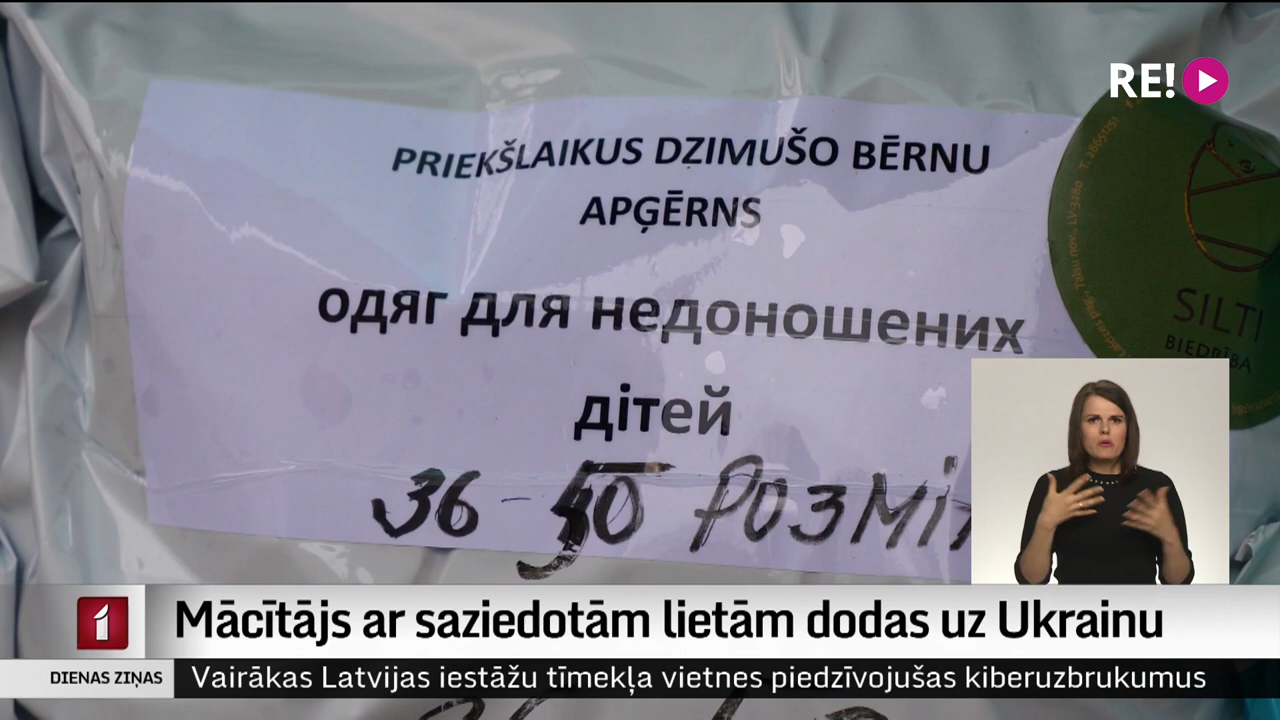 RE!
PRIEKŠLAIKUS DZIMUŠO BĒRNU
APĢĒRNS
одяг для недоношених
дітей
36 - 50
SILTI
BIEDRĪBA
Mācītājs ar saziedotām lietām dodas uz Ukrainu
1
DIENAS ZIŅAS
Vairākas Latvijas iestāžu tīmekļa vietnes piedzīvojušas kiberuzbrukumus